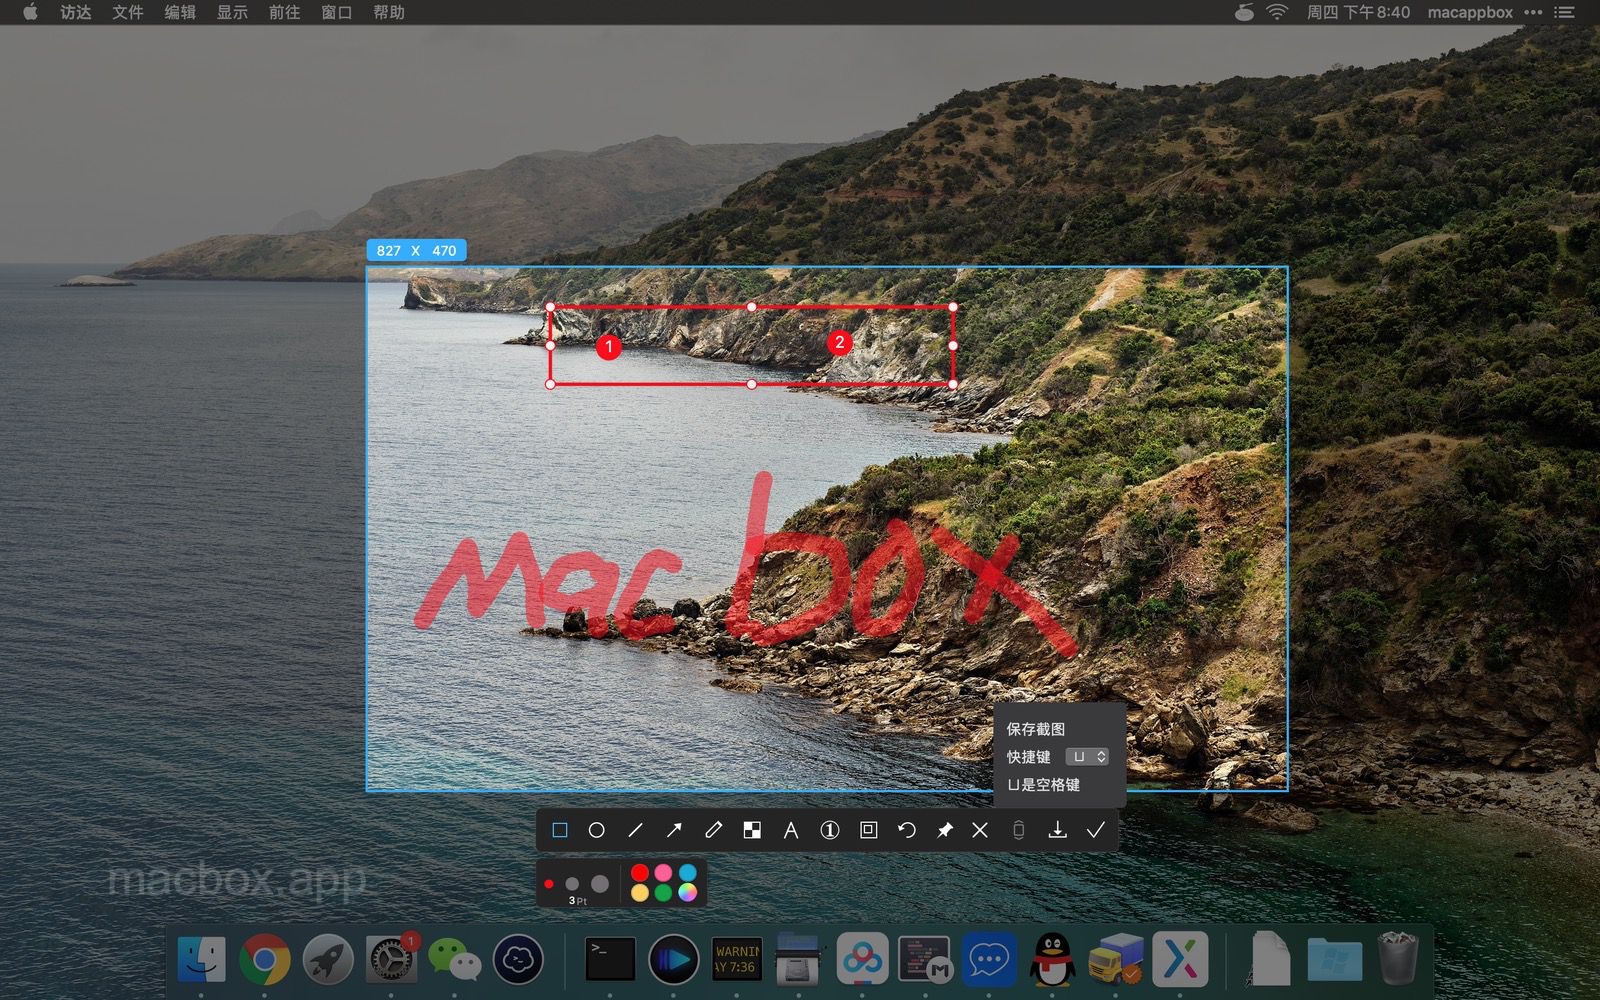 访达 文件 编辑 显示 前往 窗口 帮助 周四 下午8:40 macappbox
827 X 470
1 2
mac box
保存截图
快捷键 ⊔
⊔是空格键
A 1
3 Pt
macbox.app
1
>_ WARNIN
AY 7:36
M